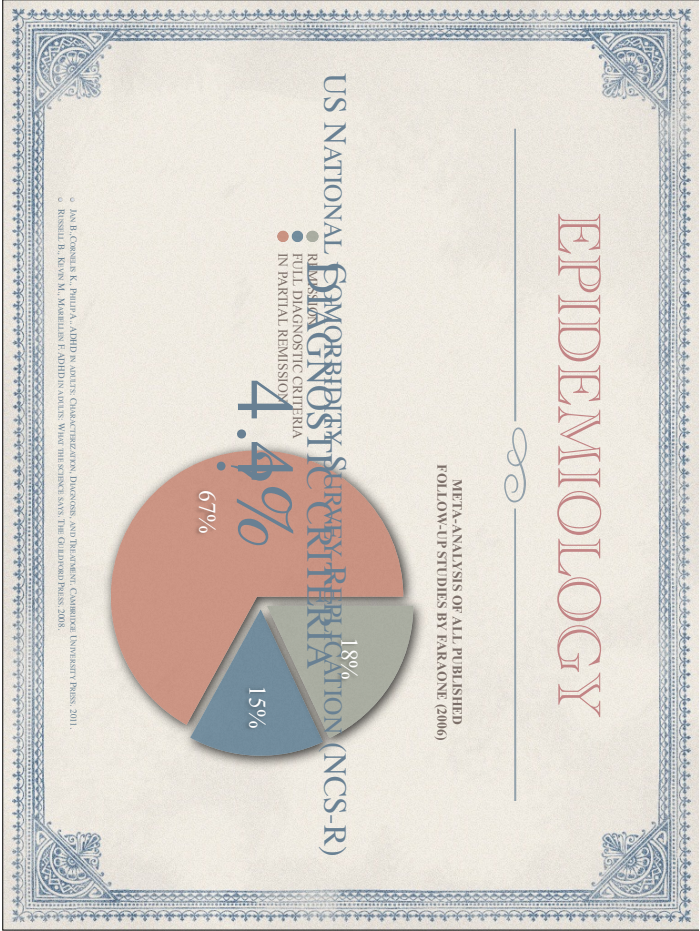 EPIDEMIOLOGY
META-ANALYSIS OF ALL PUBLISHED
FOLLOW-UP STUDIES BY FARAONE (2006)
US NATIONAL COMORBIDITY SURVEY REPLICATION (NCS-R)
DIAGNOSTIC CRITERIA
4.4%
REMISSION
FULL DIAGNOSTIC CRITERIA
IN PARTIAL REMISSION
18%
15%
67%
JAN B.,CORNELIS K., PHILIP A., ADHD IN ADULTS: CHARACTERIZATION, DIAGNOSIS, AND TREATMENT. CAMBRIDGE UNIVERSITY PRESS. 2011.
RUSSELL B., KEVIN M., MARIELLEN F. ADHD IN ADULTS: WHAT THE SCIENCE SAYS. THE GUILDFORD PRESS. 2008.